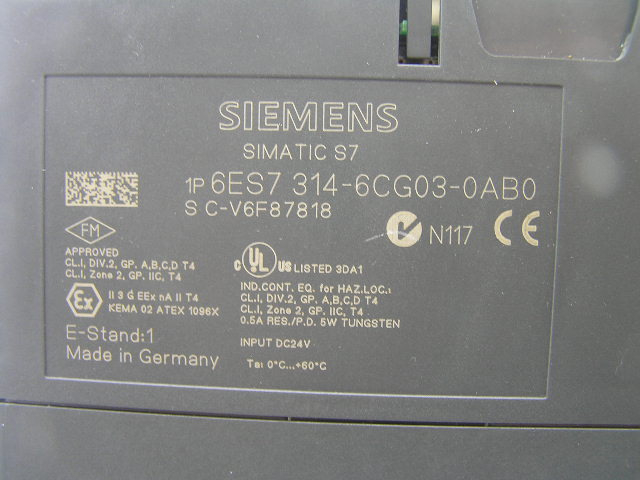 SIEMENS
SIMATIC S7
1P 6ES7 314-6CG03-0AB0
S C-V6F87818
N117
CE
FM
APPROVED
CL.I, DIV.2, GP. A,B,C,D T4
CL.I, Zone 2, GP. IIC, T4
Ex
II 3 G EEx nA II T4
KEMA 02 ATEX 1096X
E-Stand:1
Made in Germany
C UL US LISTED 3DA1
IND.CONT. EQ. for HAZ.LOC.:
CL.I, DIV.2, GP. A,B,C,D T4
CL.I, Zone 2, GP. IIC, T4
0.5A RES./P.D. 5W TUNGSTEN
INPUT DC24V
Ta: 0°C...+60°C